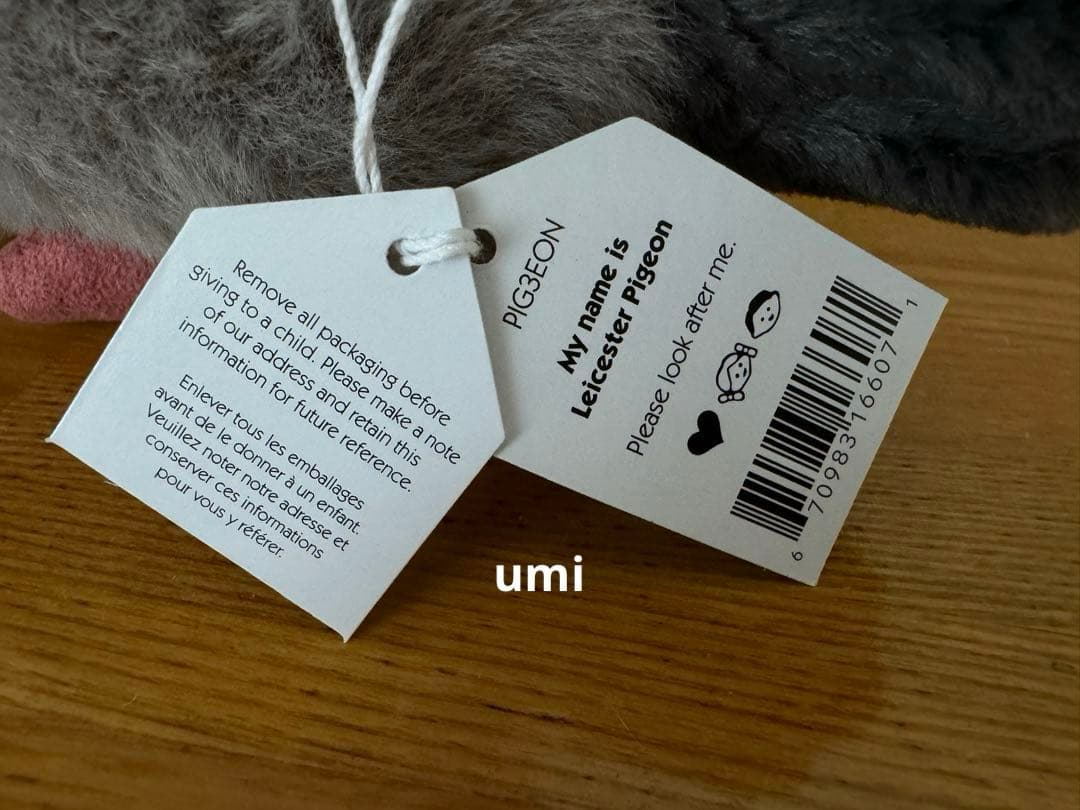 Remove all packaging before
giving to a child. Please make a note
of our address and retain this
information for future reference.
Enlever tous les emballages
avant de le donner à un enfant.
Veuillez noter notre adresse et
conserver ces informations
pour vous y référer.
PIG3EON
My name is
Leicester Pigeon
Please look after me.
6 70983 16607 1
umi